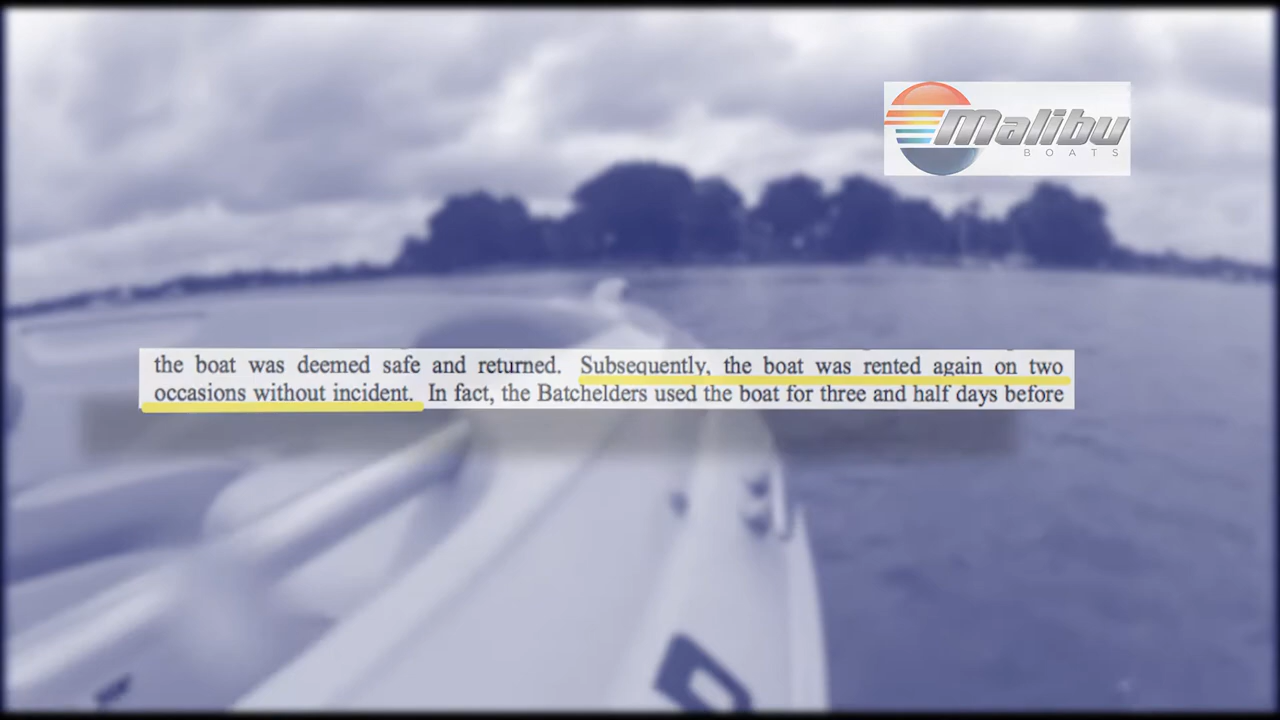 Malibu
BOATS
the boat was deemed safe and returned. Subsequently, the boat was rented again on two
occasions without incident. In fact, the Batchelders used the boat for three and half days before